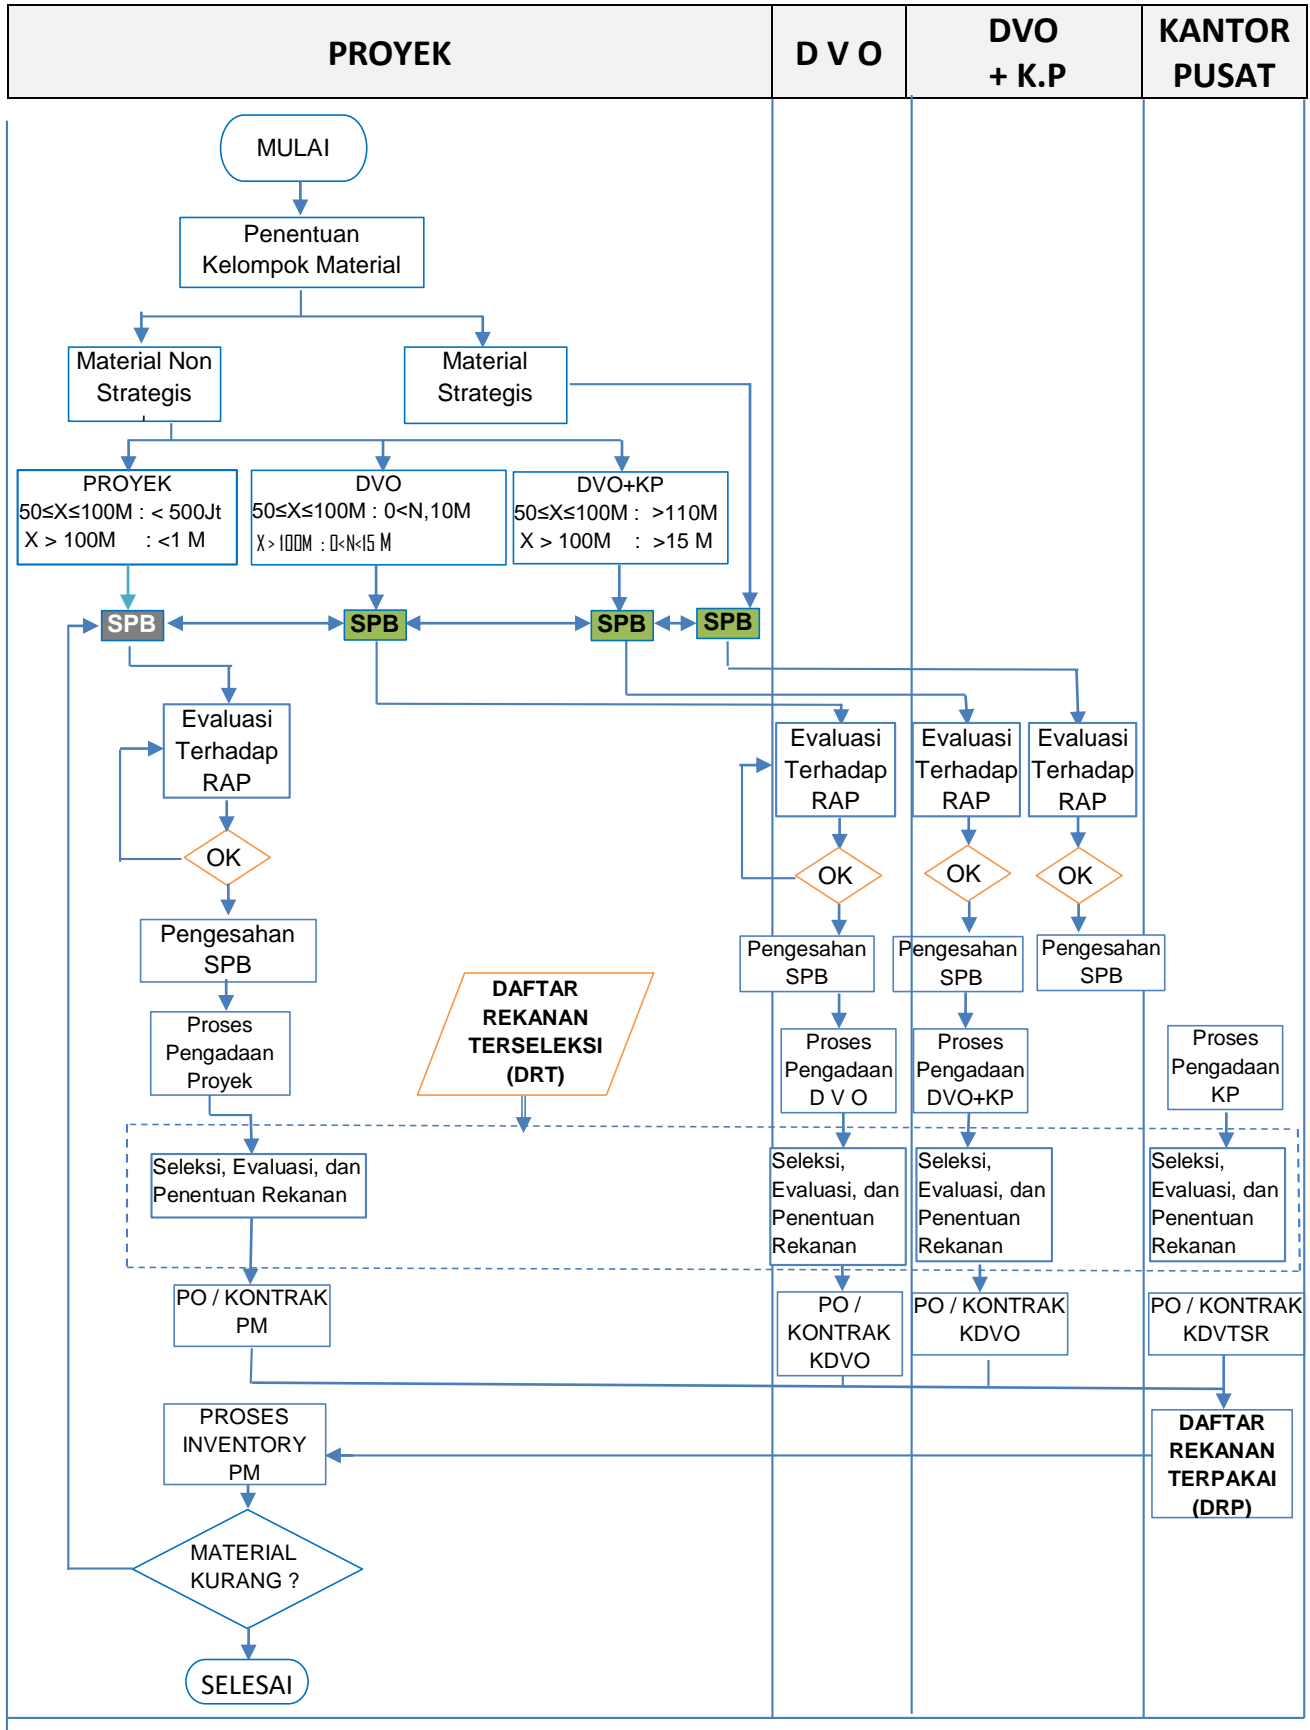 PROYEK
D V O
DVO
+ K.P
KANTOR
PUSAT
MULAI
Penentuan
Kelompok Material
Material Non
Strategis
Material
Strategis
PROYEK
50≤X≤100M : < 500Jt
X > 100M : <1 M
DVO
50≤X≤100M : 0<N,10M
X > 100M : 0<N<15 M
DVO+KP
50≤X≤100M : >110M
X > 100M : >15 M
SPB
SPB
SPB
SPB
Evaluasi
Terhadap
RAP
Evaluasi
Terhadap
RAP
Evaluasi
Terhadap
RAP
Evaluasi
Terhadap
RAP
OK
OK
OK
OK
Pengesahan
SPB
Pengesahan
SPB
Pengesahan
SPB
Pengesahan
SPB
DAFTAR
REKANAN
TERSELEKSI
(DRT)
Proses
Pengadaan
Proyek
Proses
Pengadaan
D V O
Proses
Pengadaan
DVO+KP
Proses
Pengadaan
KP
Seleksi, Evaluasi, dan
Penentuan Rekanan
Seleksi,
Evaluasi, dan
Penentuan
Rekanan
Seleksi,
Evaluasi, dan
Penentuan
Rekanan
Seleksi,
Evaluasi, dan
Penentuan
Rekanan
PO / KONTRAK
PM
PO /
KONTRAK
KDVO
PO / KONTRAK
KDVO
PO / KONTRAK
KDVTSR
PROSES
INVENTORY
PM
DAFTAR
REKANAN
TERPAKAI
(DRP)
MATERIAL
KURANG ?
SELESAI